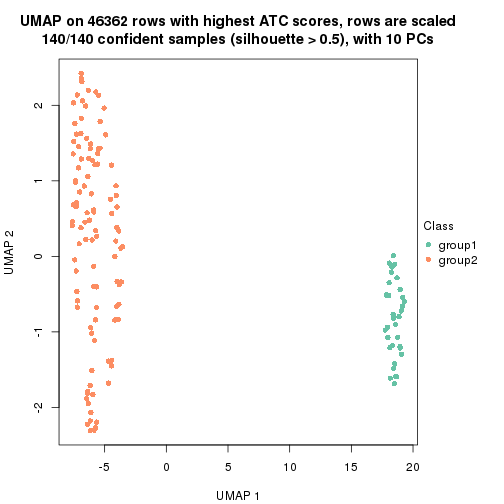 UMAP on 46362 rows with highest ATC scores, rows are scaled
140/140 confident samples (silhouette > 0.5), with 10 PCs
UMAP 2
2
1
0
-1
-2
-5
0
5
10
15
20
UMAP 1
Class
group1
group2